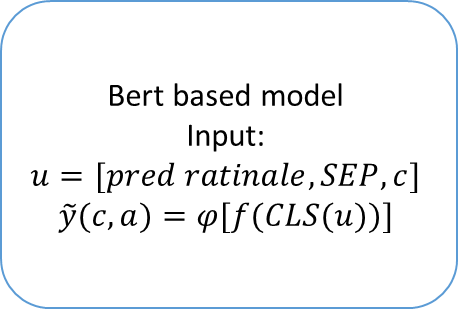 Bert based model
Input:
u = [pred ratinale, SEP, c]
ỹ(c, a) = φ[f(CLS(u))]